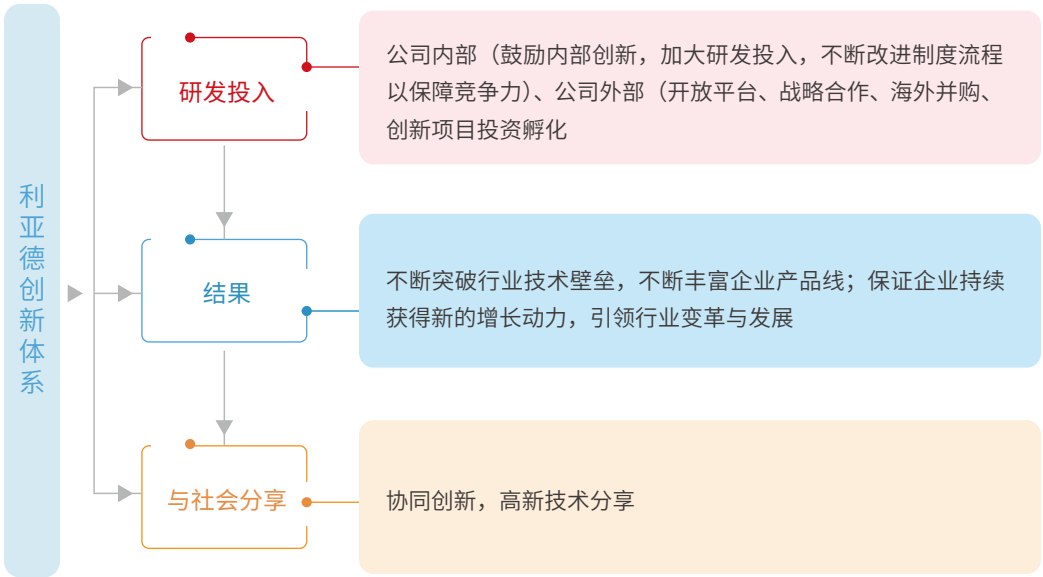 利亚德创新体系
研发投入
公司内部（鼓励内部创新，加大研发投入，不断改进制度流程
以保障竞争力）、公司外部（开放平台、战略合作、海外并购、
创新项目投资孵化
结果
不断突破行业技术壁垒，不断丰富企业产品线；保证企业持续
获得新的增长动力，引领行业变革与发展
与社会分享
协同创新，高新技术分享